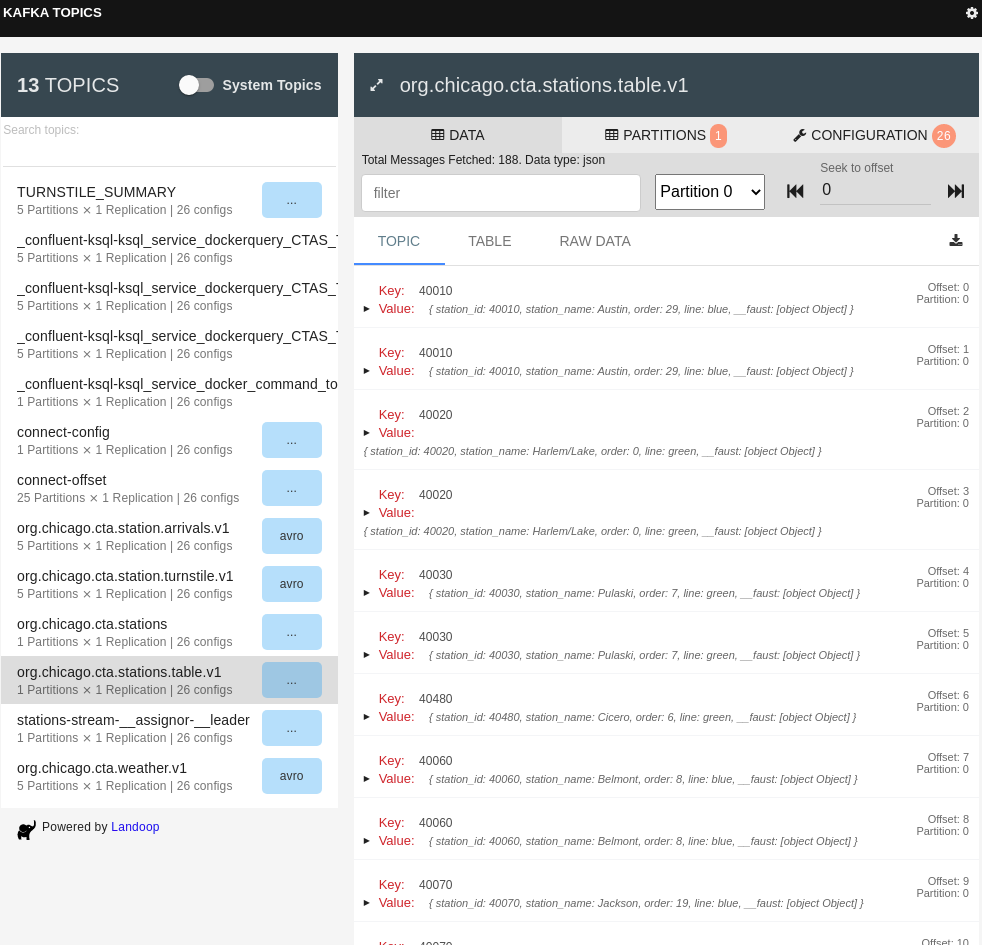 KAFKA TOPICS
13 TOPICS
System Topics
Search topics:
TURNSTILE_SUMMARY
5 Partitions × 1 Replication | 26 configs
...
_confluent-ksql-ksql_service_dockerquery_CTAS_
5 Partitions × 1 Replication | 26 configs
_confluent-ksql-ksql_service_dockerquery_CTAS_
5 Partitions × 1 Replication | 26 configs
_confluent-ksql-ksql_service_dockerquery_CTAS_
5 Partitions × 1 Replication | 26 configs
_confluent-ksql-ksql_service_docker_command_to
1 Partitions × 1 Replication | 26 configs
connect-config
1 Partitions × 1 Replication | 26 configs
...
connect-offset
25 Partitions × 1 Replication | 26 configs
...
org.chicago.cta.station.arrivals.v1
5 Partitions × 1 Replication | 26 configs
avro
org.chicago.cta.station.turnstile.v1
5 Partitions × 1 Replication | 26 configs
avro
org.chicago.cta.stations
1 Partitions × 1 Replication | 26 configs
...
org.chicago.cta.stations.table.v1
1 Partitions × 1 Replication | 26 configs
...
stations-stream-__assignor-__leader
1 Partitions × 1 Replication | 26 configs
...
org.chicago.cta.weather.v1
5 Partitions × 1 Replication | 26 configs
avro
Powered by Landoop
org.chicago.cta.stations.table.v1
DATA
PARTITIONS 1
CONFIGURATION 26
Total Messages Fetched: 188. Data type: json
filter
Partition 0
Seek to offset
0
TOPIC
TABLE
RAW DATA
Key: 40010
Value: { station_id: 40010, station_name: Austin, order: 29, line: blue, __faust: [object Object] }
Offset: 0
Partition: 0
Key: 40010
Value: { station_id: 40010, station_name: Austin, order: 29, line: blue, __faust: [object Object] }
Offset: 1
Partition: 0
Key: 40020
Value:
{ station_id: 40020, station_name: Harlem/Lake, order: 0, line: green, __faust: [object Object] }
Offset: 2
Partition: 0
Key: 40020
Value:
{ station_id: 40020, station_name: Harlem/Lake, order: 0, line: green, __faust: [object Object] }
Offset: 3
Partition: 0
Key: 40030
Value: { station_id: 40030, station_name: Pulaski, order: 7, line: green, __faust: [object Object] }
Offset: 4
Partition: 0
Key: 40030
Value: { station_id: 40030, station_name: Pulaski, order: 7, line: green, __faust: [object Object] }
Offset: 5
Partition: 0
Key: 40480
Value: { station_id: 40480, station_name: Cicero, order: 6, line: green, __faust: [object Object] }
Offset: 6
Partition: 0
Key: 40060
Value: { station_id: 40060, station_name: Belmont, order: 8, line: blue, __faust: [object Object] }
Offset: 7
Partition: 0
Key: 40060
Value: { station_id: 40060, station_name: Belmont, order: 8, line: blue, __faust: [object Object] }
Offset: 8
Partition: 0
Key: 40070
Value: { station_id: 40070, station_name: Jackson, order: 19, line: blue, __faust: [object Object] }
Offset: 9
Partition: 0
Key: 40070
Offset: 10